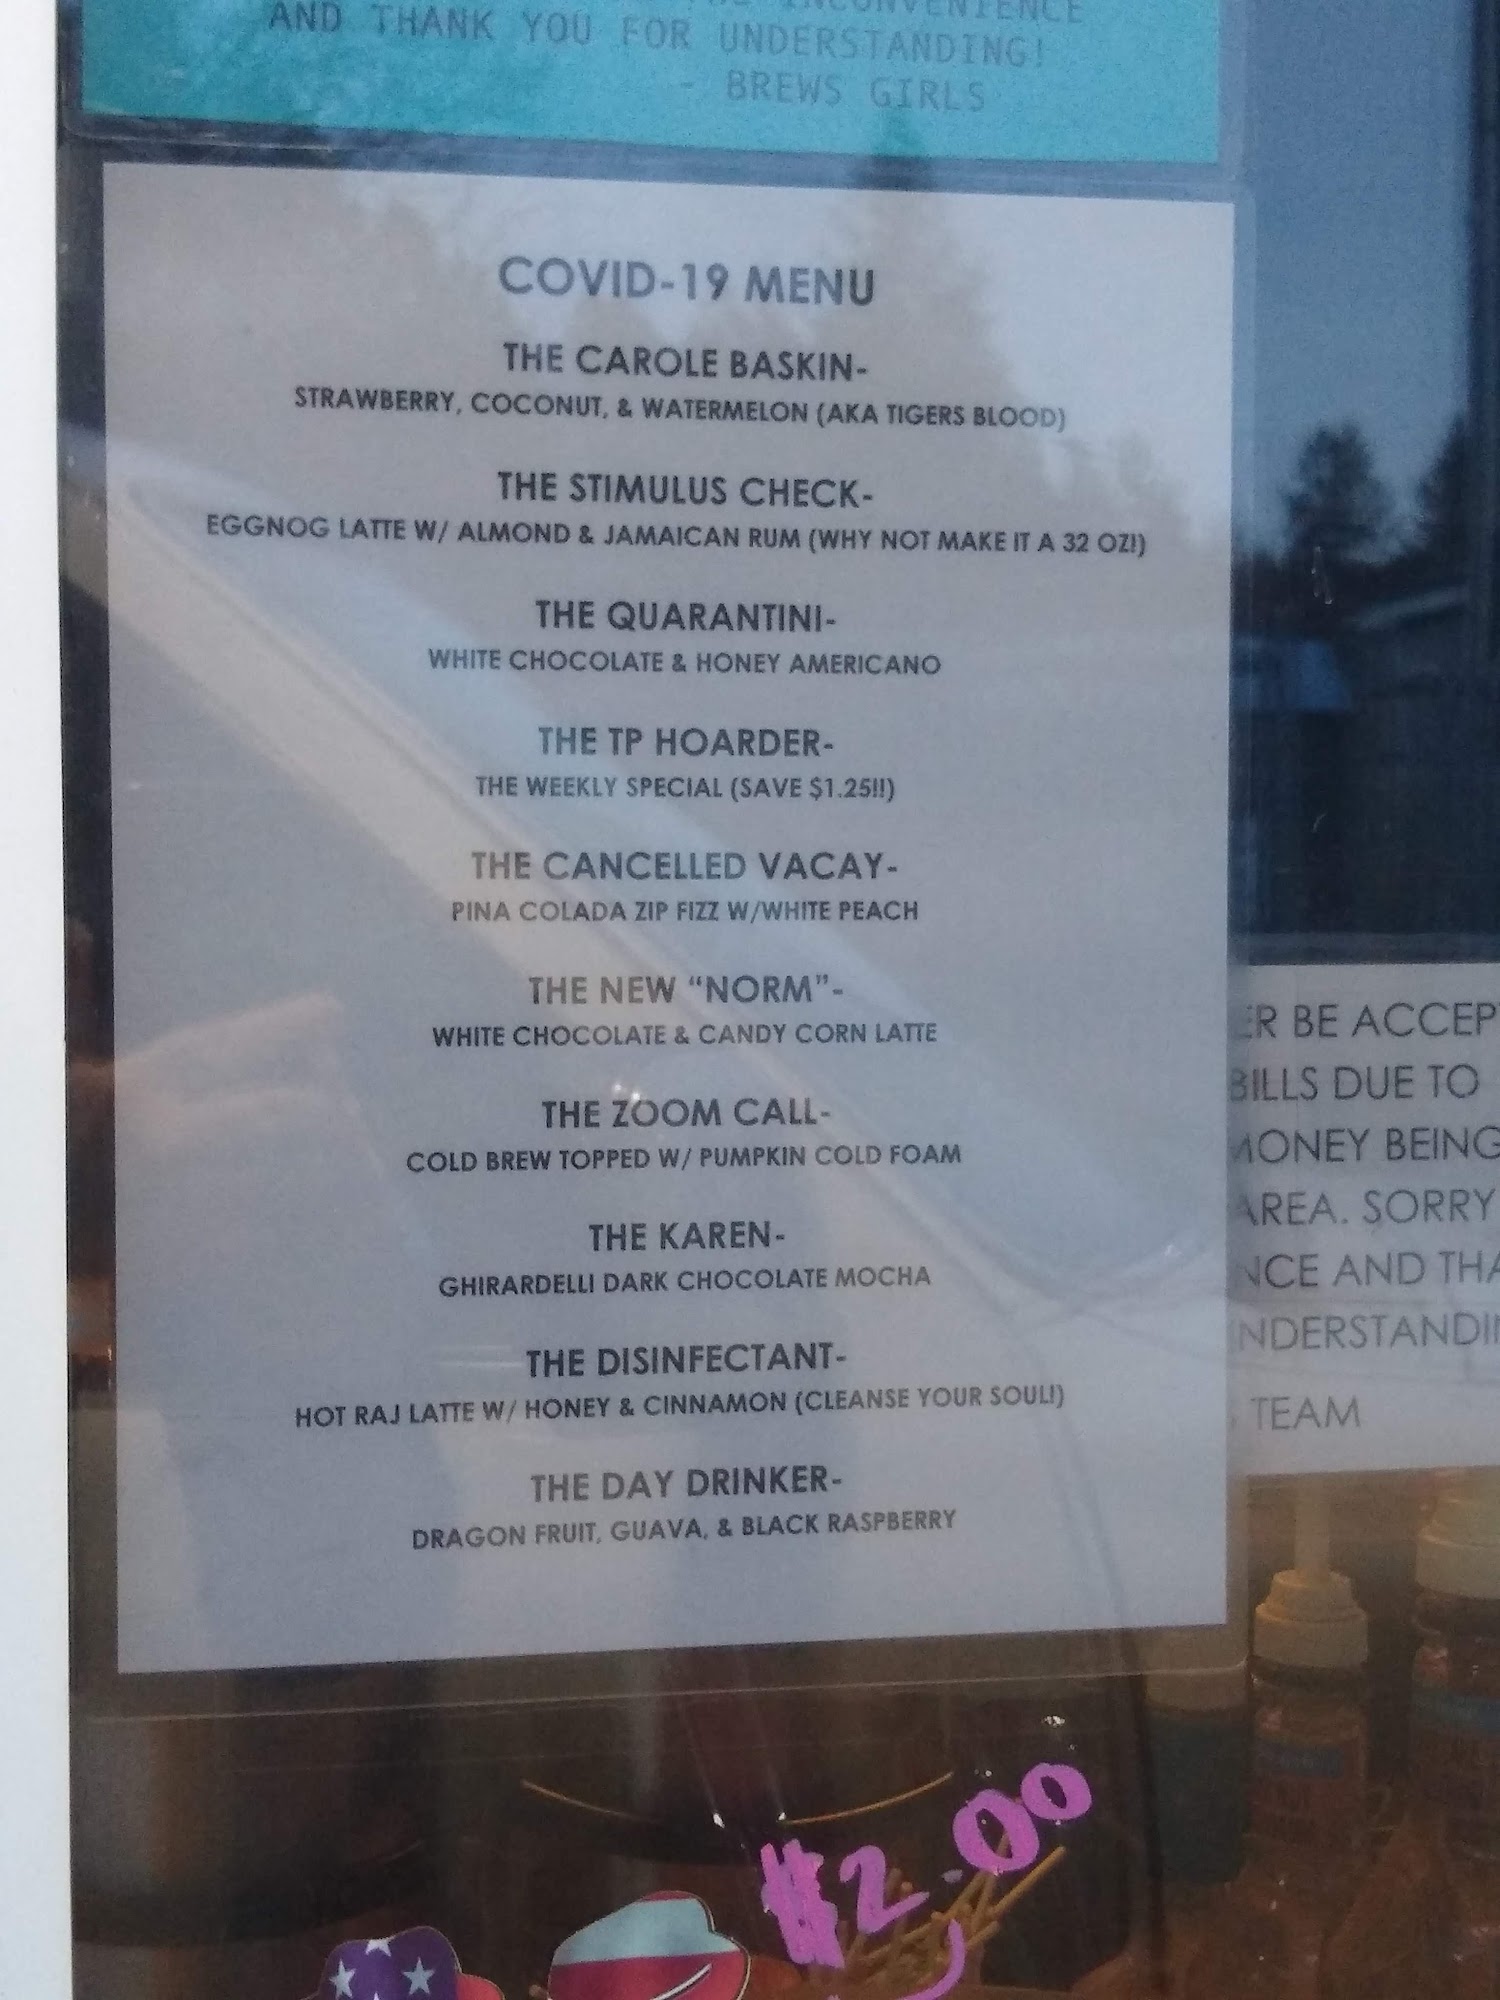 INCONVENIENCE
AND THANK YOU FOR UNDERSTANDING!
- BREWS GIRLS
COVID-19 MENU
THE CAROLE BASKIN-
STRAWBERRY, COCONUT, & WATERMELON (AKA TIGERS BLOOD)
THE STIMULUS CHECK-
EGGNOG LATTE W/ ALMOND & JAMAICAN RUM (WHY NOT MAKE IT A 32 OZ!)
THE QUARANTINI-
WHITE CHOCOLATE & HONEY AMERICANO
THE TP HOARDER-
THE WEEKLY SPECIAL (SAVE $1.25!!)
THE CANCELLED VACAY-
PINA COLADA ZIP FIZZ W/WHITE PEACH
THE NEW “NORM”-
WHITE CHOCOLATE & CANDY CORN LATTE
THE ZOOM CALL-
COLD BREW TOPPED W/ PUMPKIN COLD FOAM
THE KAREN-
GHIRARDELLI DARK CHOCOLATE MOCHA
THE DISINFECTANT-
HOT RAJ LATTE W/ HONEY & CINNAMON (CLEANSE YOUR SOUL!)
THE DAY DRINKER-
DRAGON FRUIT, GUAVA, & BLACK RASPBERRY
ER BE ACCEP
BILLS DUE TO
MONEY BEING
AREA. SORRY
NCE AND THA
NDERSTANDI
TEAM
$2.00